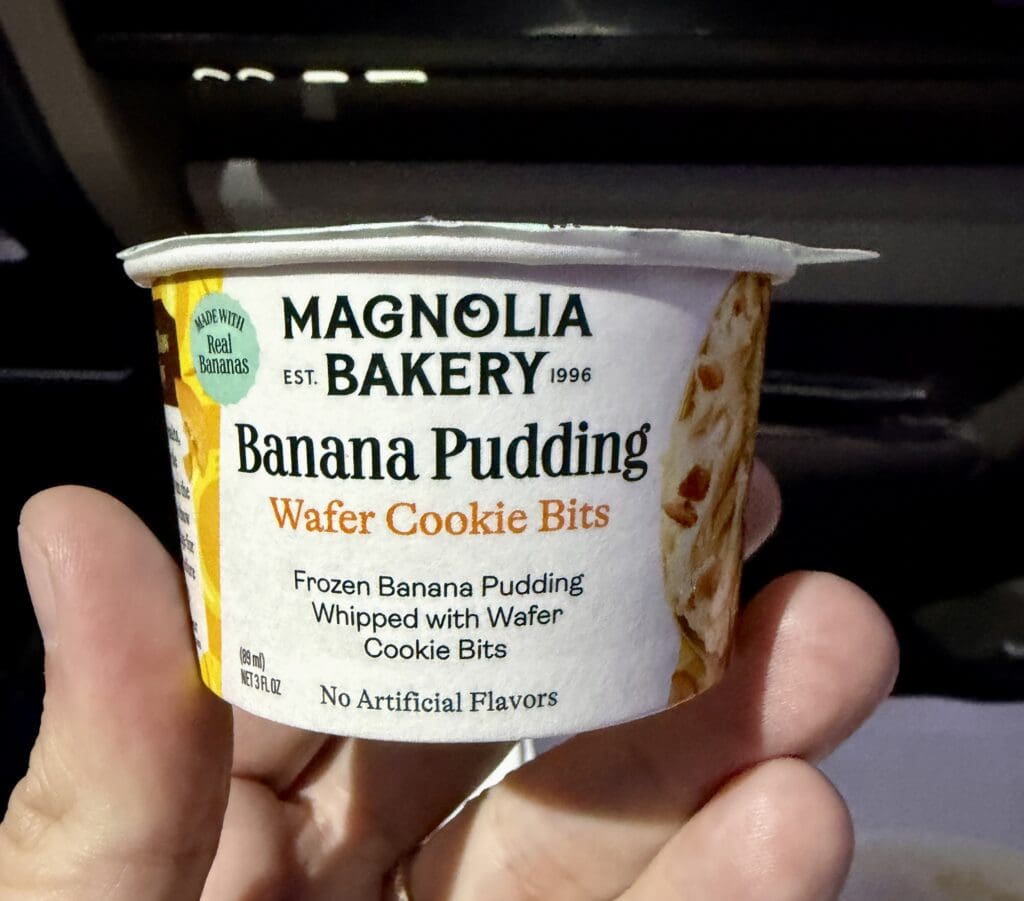 MADE WITH
Real
Bananas
MAGNOLIA
EST. BAKERY 1996
Banana Pudding
Wafer Cookie Bits
Frozen Banana Pudding
Whipped with Wafer
Cookie Bits
(89 ml)
NET 3 FL OZ
No Artificial Flavors